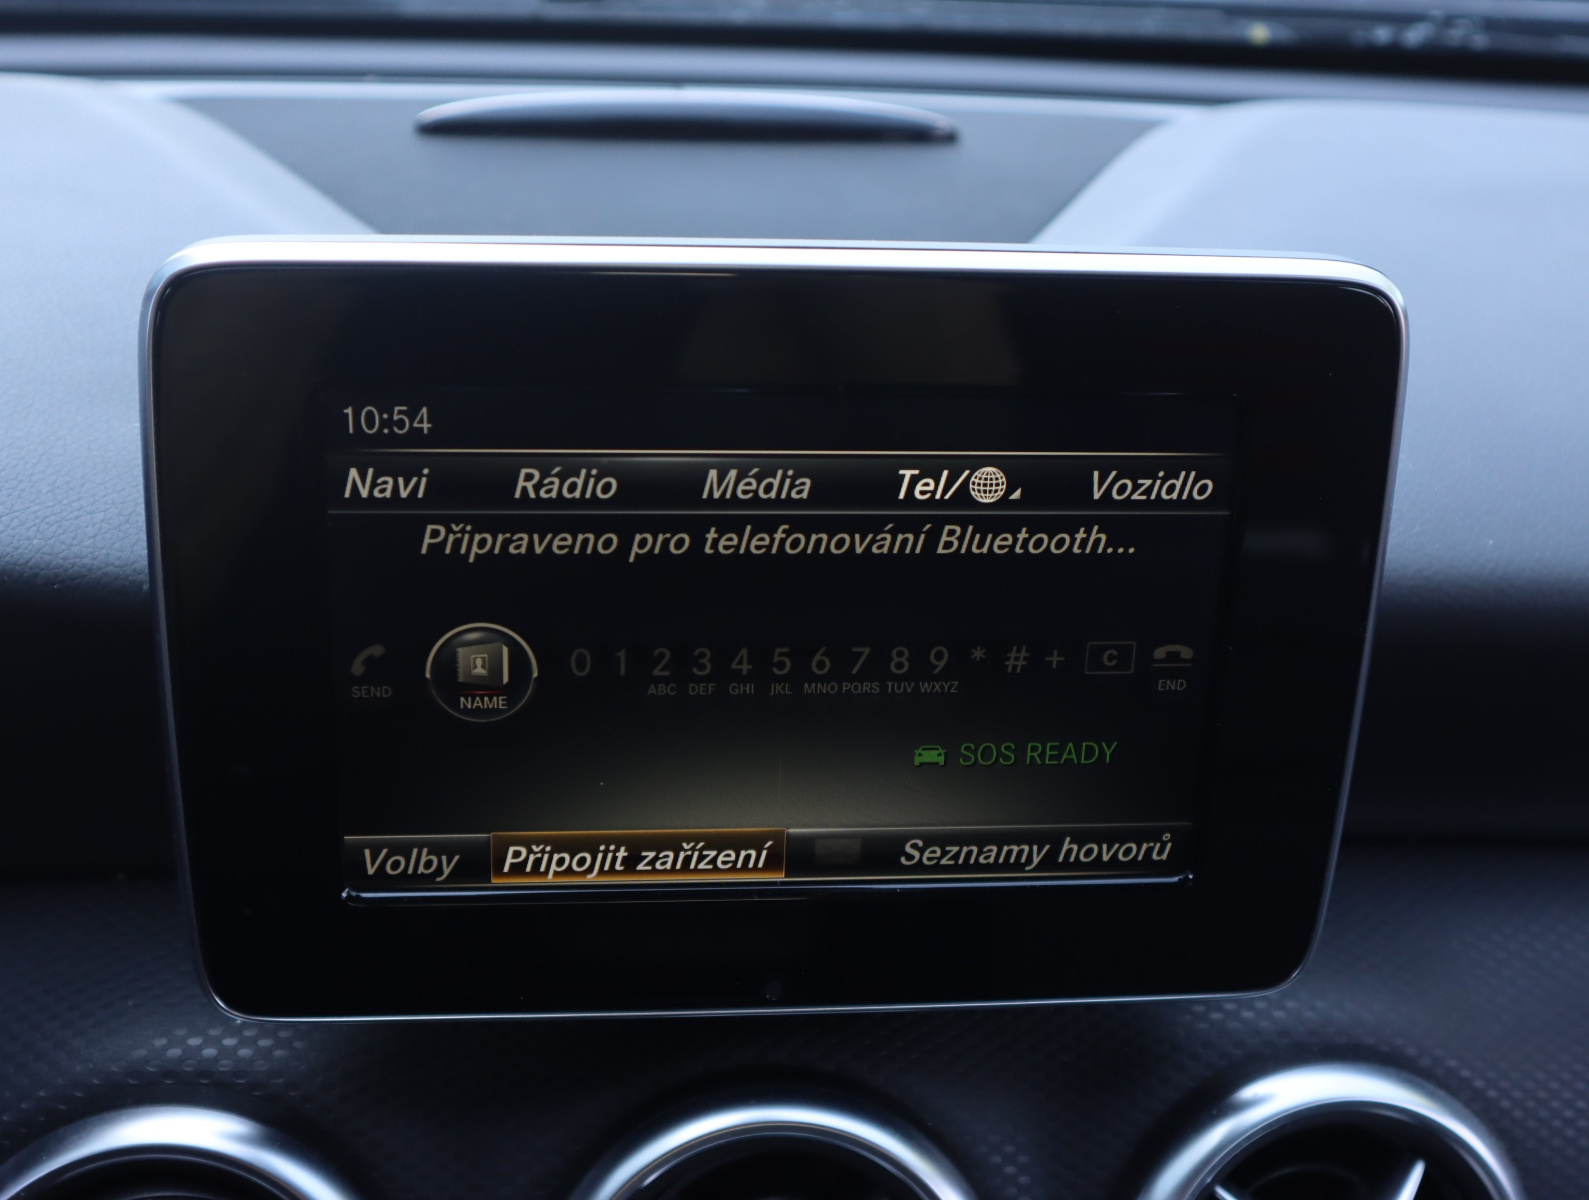 10:54
Navi Rádio Média Tel/ Vozidlo
Připraveno pro telefonování Bluetooth...
SEND NAME 0 1 2 3 4 5 6 7 8 9 * # + C END
ABC DEF GHI JKL MNO PQRS TUV WXYZ
SOS READY
Volby Připojit zařízení Seznamy hovorů